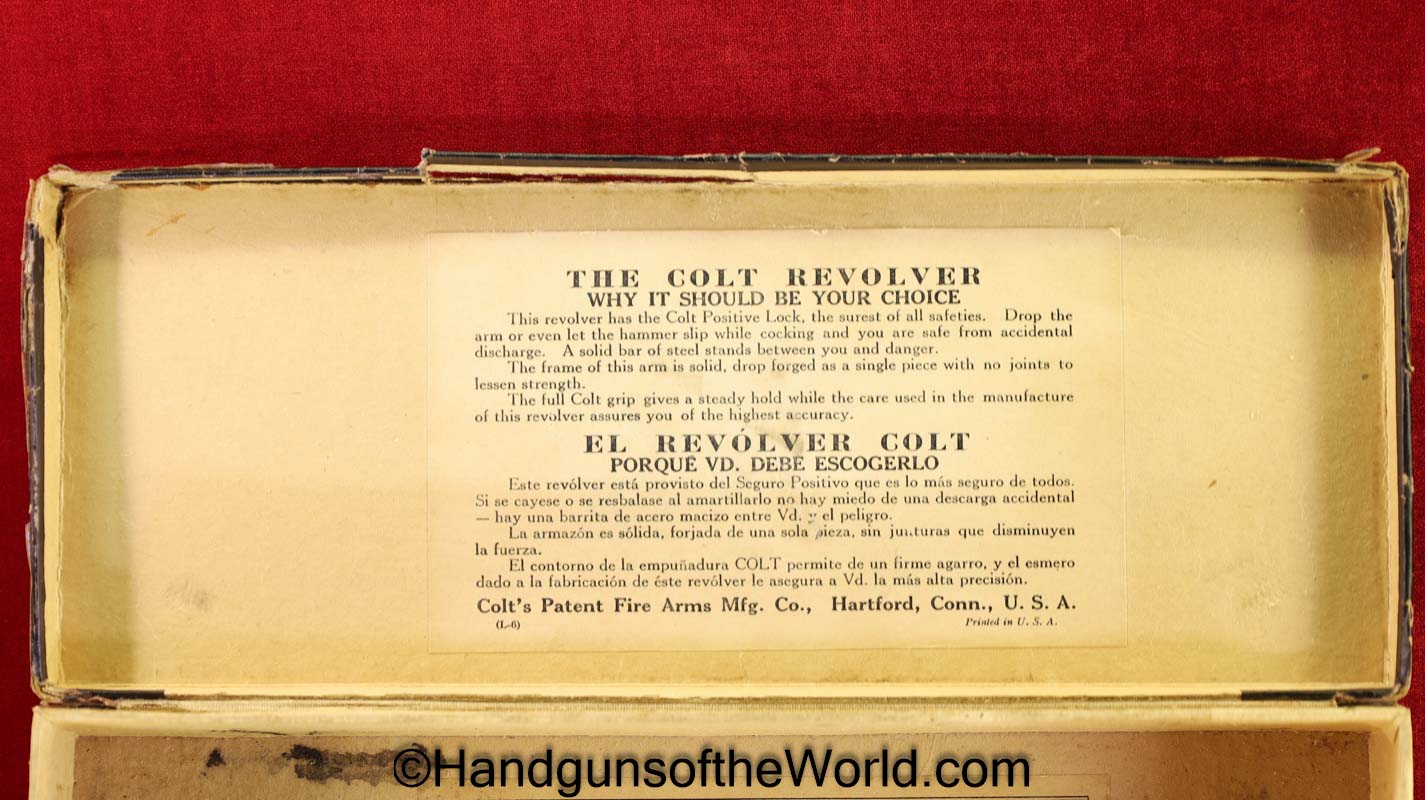 THE COLT REVOLVER
WHY IT SHOULD BE YOUR CHOICE
This revolver has the Colt Positive Lock, the surest of all safeties. Drop the
arm or even let the hammer slip while cocking and you are safe from accidental
discharge. A solid bar of steel stands between you and danger.
The frame of this arm is solid, drop forged as a single piece with no joints to
lessen strength.
The full Colt grip gives a steady hold while the care used in the manufacture
of this revolver assures you of the highest accuracy.
EL REVÓLVER COLT
PORQUÉ VD. DEBE ESCOGERLO
Este revólver está provisto del Seguro Positivo que es lo más seguro de todos.
Si se cayese o se resbalase al amartillarlo no hay miedo de una descarga accidental
— hay una barrita de acero macizo entre Vd. y el peligro.
La armazón es sólida, forjada de una sola pieza, sin junturas que disminuyen
la fuerza.
El contorno de la empuñadura COLT permite de un firme agarro, y el esmero
dado a la fabricación de éste revólver le asegura a Vd. la más alta precisión.
Colt's Patent Fire Arms Mfg. Co., Hartford, Conn., U. S. A.
(L-6) Printed in U. S. A.
©HandgunsoftheWorld.com